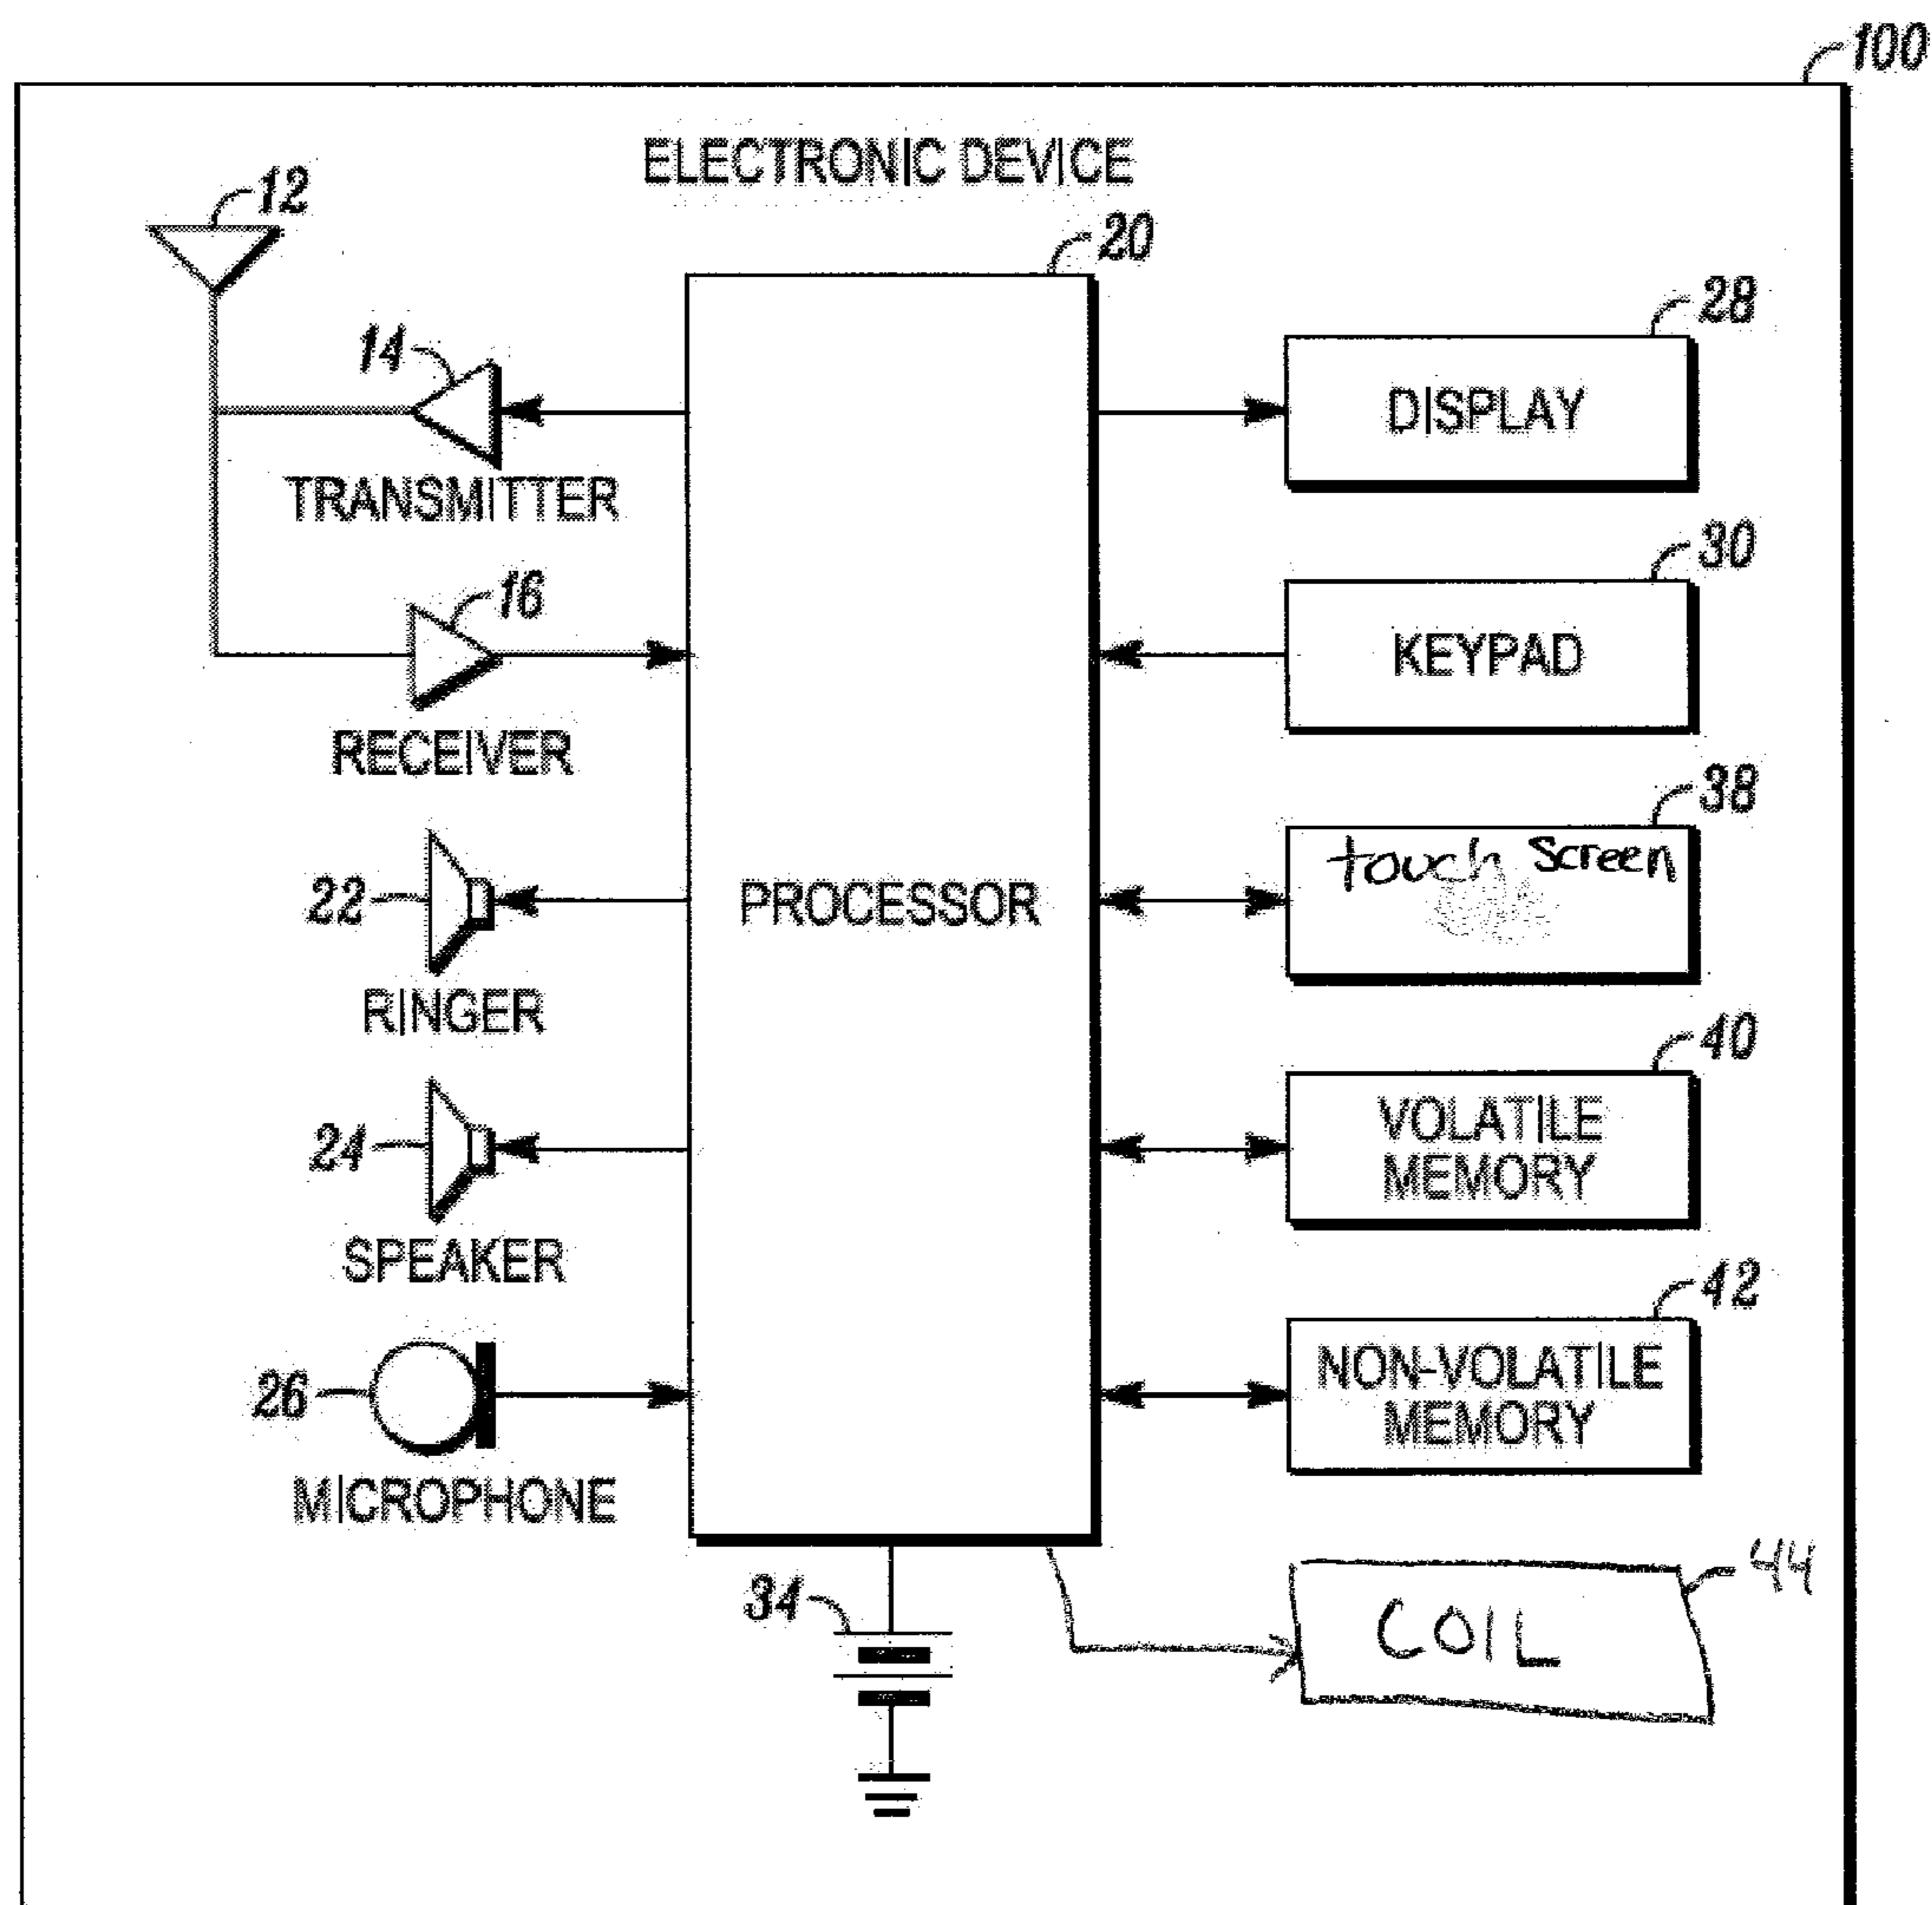 100
ELECTRONIC DEVICE
12
20
28
14
DISPLAY
TRANSMITTER
30
16
KEYPAD
RECEIVER
38
touch screen
22
PROCESSOR
RINGER
40
VOLATILE
MEMORY
24
SPEAKER
42
NON-VOLATILE
MEMORY
26
MICROPHONE
44
34
COIL